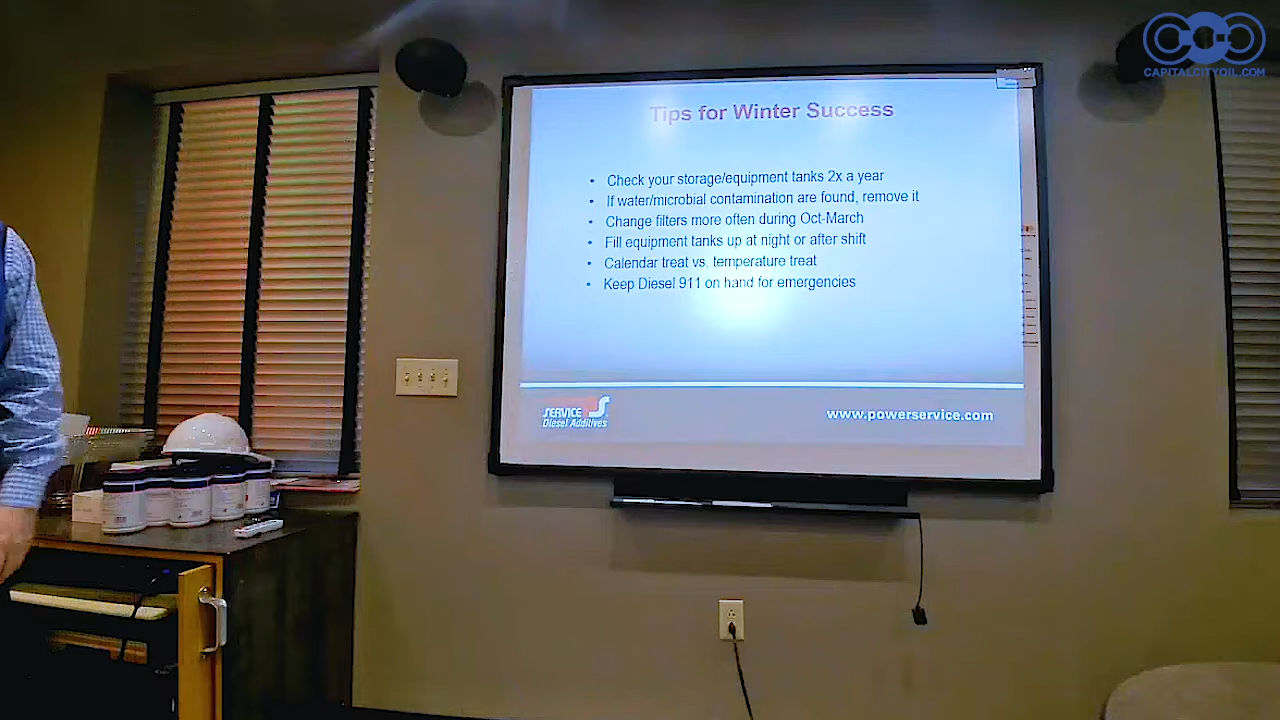 CAPITALCITYOIL.COM
Tips for Winter Success
• Check your storage/equipment tanks 2x a year
• If water/microbial contamination are found, remove it
• Change filters more often during Oct-March
• Fill equipment tanks up at night or after shift
• Calendar treat vs. temperature treat
• Keep Diesel 911 on hand for emergencies
SERVICE
Diesel Additives
www.powerservice.com